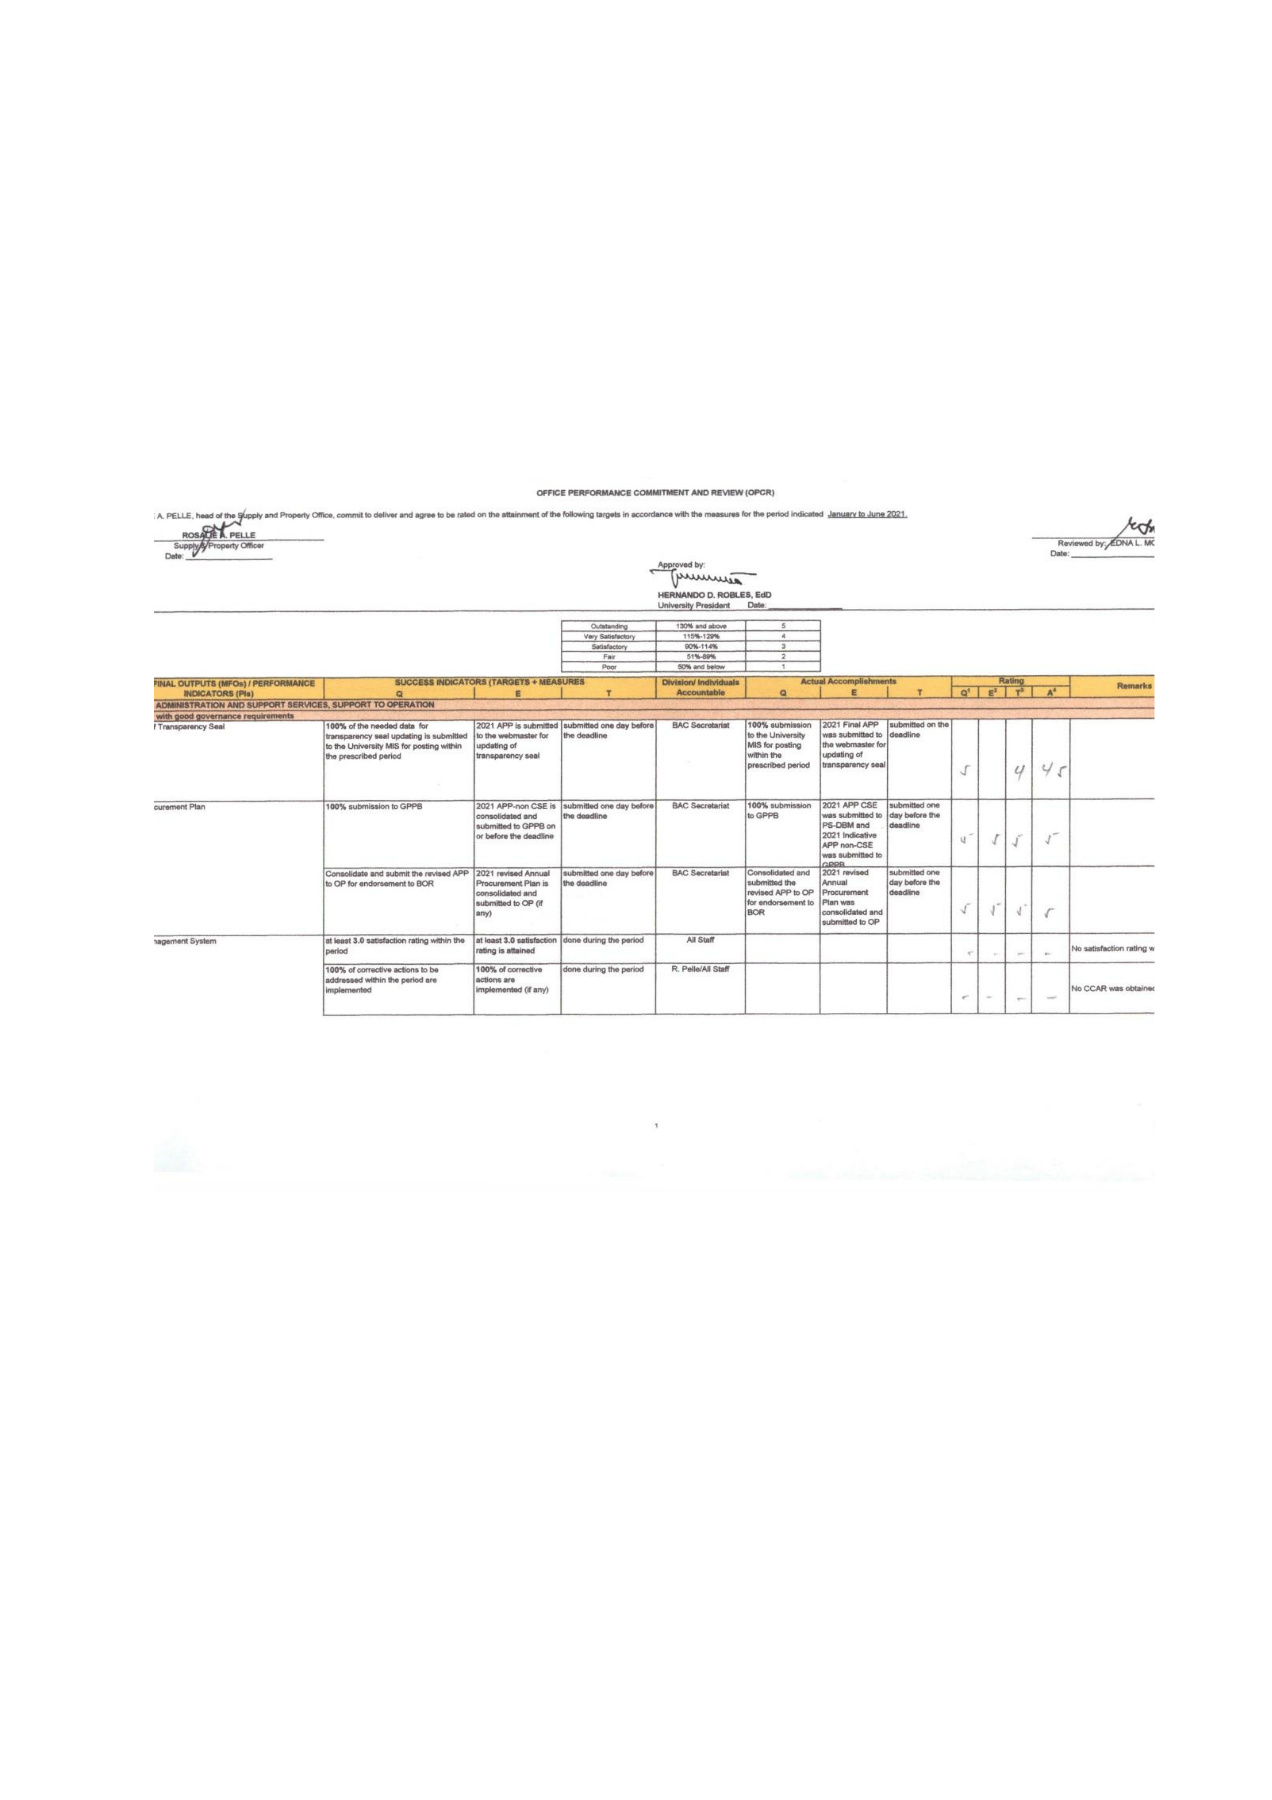 OFFICE PERFORMANCE COMMITMENT AND REVIEW (OPCR)
A. PELLE, head of the Supply and Property Office, commit to deliver and agree to be rated on the attainment of the following targets in accordance with the measures for the period indicated January to June 2021.
ROSALIE A. PELLE
Supply & Property Officer
Date:
Reviewed by: EDNA L. MC
Date:
Approved by:
HERNANDO D. ROBLES, EdD
University President Date:
Outstanding 130% and above 5
Very Satisfactory 115%-129% 4
Satisfactory 90%-114% 3
Fair 51%-89% 2
Poor 50% and below 1
FINAL OUTPUTS (MFOs) / PERFORMANCE
INDICATORS (PIs)
SUCCESS INDICATORS (TARGETS + MEASURES
Q E T
Division/ Individuals
Accountable
Actual Accomplishments
Q E T
Rating
Q¹ E² T³ A⁴
Remarks
ADMINISTRATION AND SUPPORT SERVICES, SUPPORT TO OPERATION
with good governance requirements
f Transparency Seal
100% of the needed data for
transparency seal updating is submitted
to the University MIS for posting within
the prescribed period
2021 APP is submitted
to the webmaster for
updating of
transparency seal
submitted one day before
the deadline
BAC Secretariat
100% submission
to the University
MIS for posting
within the
prescribed period
2021 Final APP
was submitted to
the webmaster for
updating of
transparency seal
submitted on the
deadline
5 4 45
curement Plan
100% submission to GPPB
2021 APP-non CSE is
consolidated and
submitted to GPPB on
or before the deadline
submitted one day before
the deadline
BAC Secretariat
100% submission
to GPPB
2021 APP CSE
was submitted to
PS-DBM and
2021 Indicative
APP non-CSE
was submitted to
GPPB
submitted one
day before the
deadline
5 5 5 5
Consolidate and submit the revised APP
to OP for endorsement to BOR
2021 revised Annual
Procurement Plan is
consolidated and
submitted to OP (if
any)
submitted one day before
the deadline
BAC Secretariat
Consolidated and
submitted the
revised APP to OP
for endorsement to
BOR
2021 revised
Annual
Procurement
Plan was
consolidated and
submitted to OP
submitted one
day before the
deadline
5 5 5 5
nagement System
at least 3.0 satisfaction rating within the
period
at least 3.0 satisfaction
rating is attained
done during the period
All Staff
- - - -
No satisfaction rating w
100% of corrective actions to be
addressed within the period are
implemented
100% of corrective
actions are
implemented (if any)
done during the period
R. Pelle/All Staff
- - - -
No CCAR was obtained
1